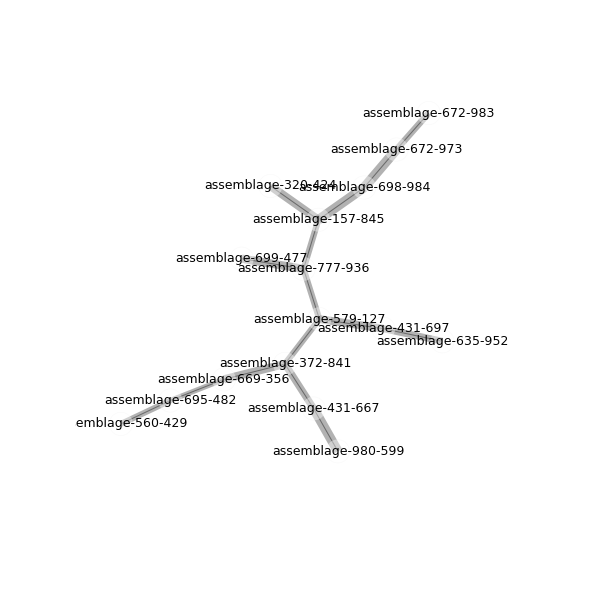 assemblage-672-983
assemblage-672-973
assemblage-320-424
assemblage-698-984
assemblage-157-845
assemblage-699-477
assemblage-777-936
assemblage-579-127
assemblage-431-697
assemblage-635-952
assemblage-372-841
assemblage-669-356
assemblage-695-482
assemblage-431-667
emblage-560-429
assemblage-980-599